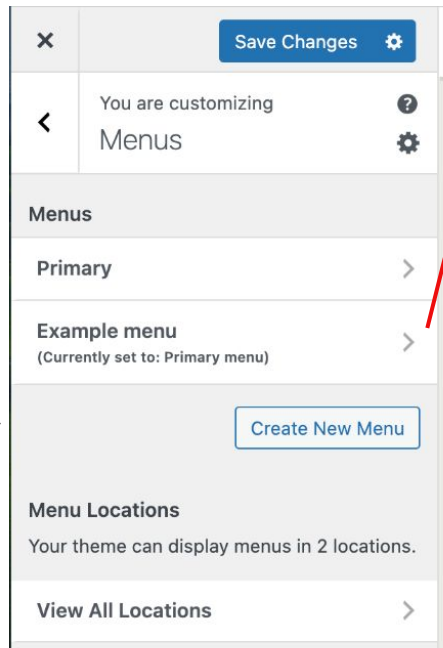 Save Changes
You are customizing
Menus
Menus
Primary
Example menu
(Currently set to: Primary menu)
Create New Menu
Menu Locations
Your theme can display menus in 2 locations.
View All Locations